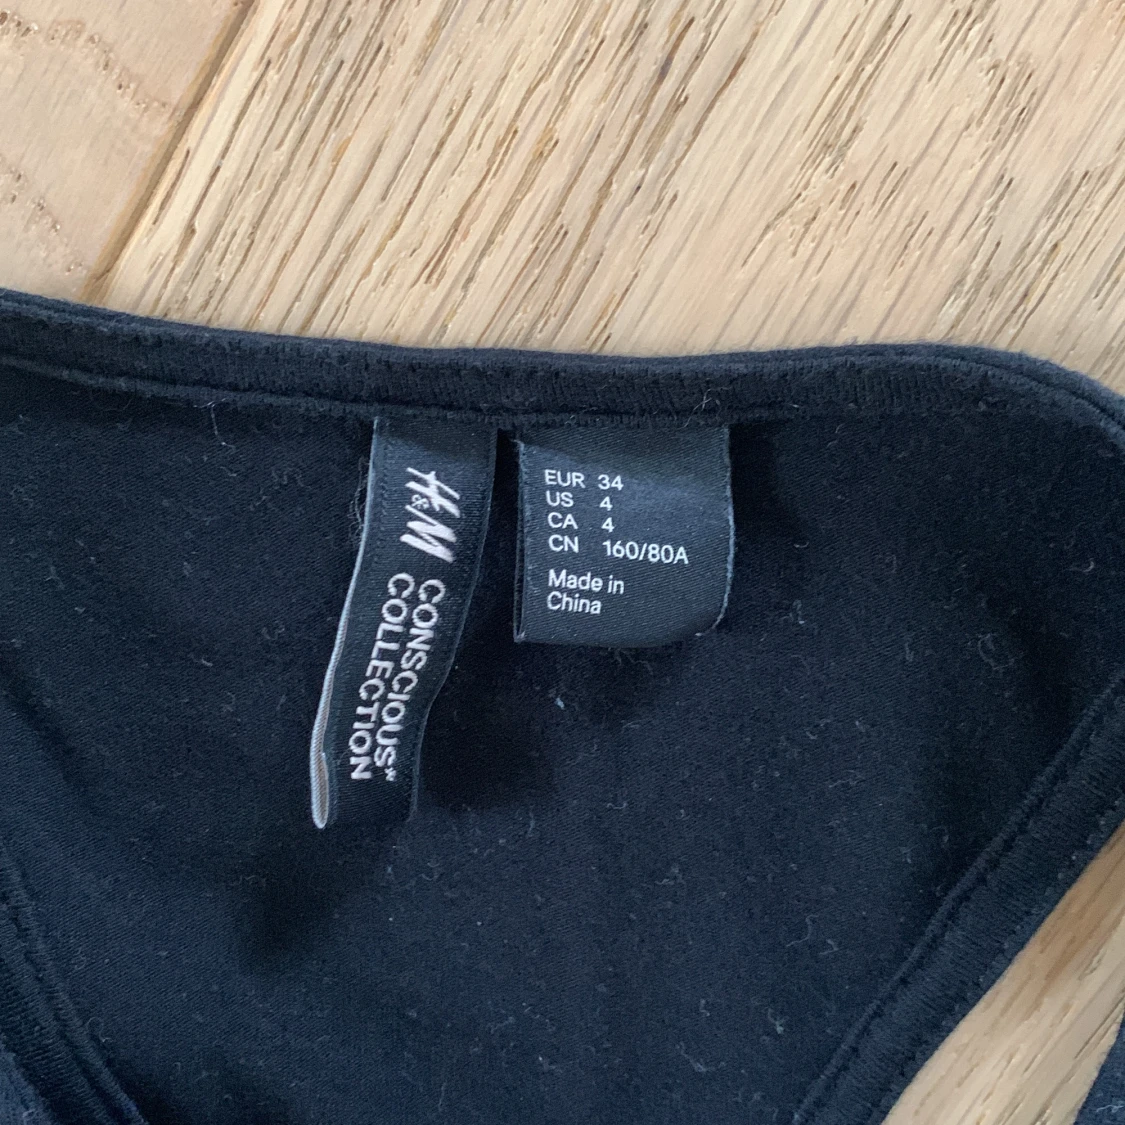 H&M CONSCIOUS*
COLLECTION
EUR 34
US 4
CA 4
CN 160/80A
Made in
China